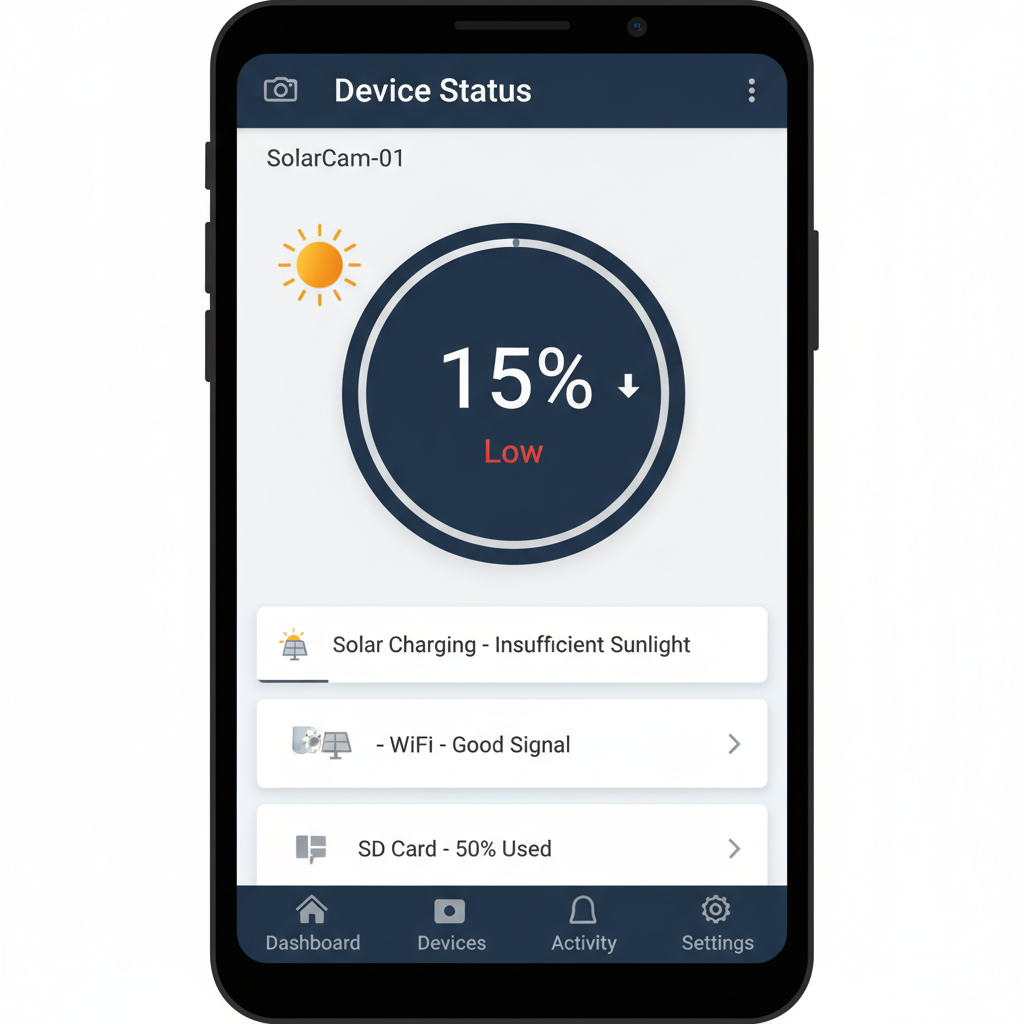 Device Status
SolarCam-01
15%
Low
Solar Charging - Insufficient Sunlight
- WiFi - Good Signal
SD Card - 50% Used
Dashboard Devices Activity Settings